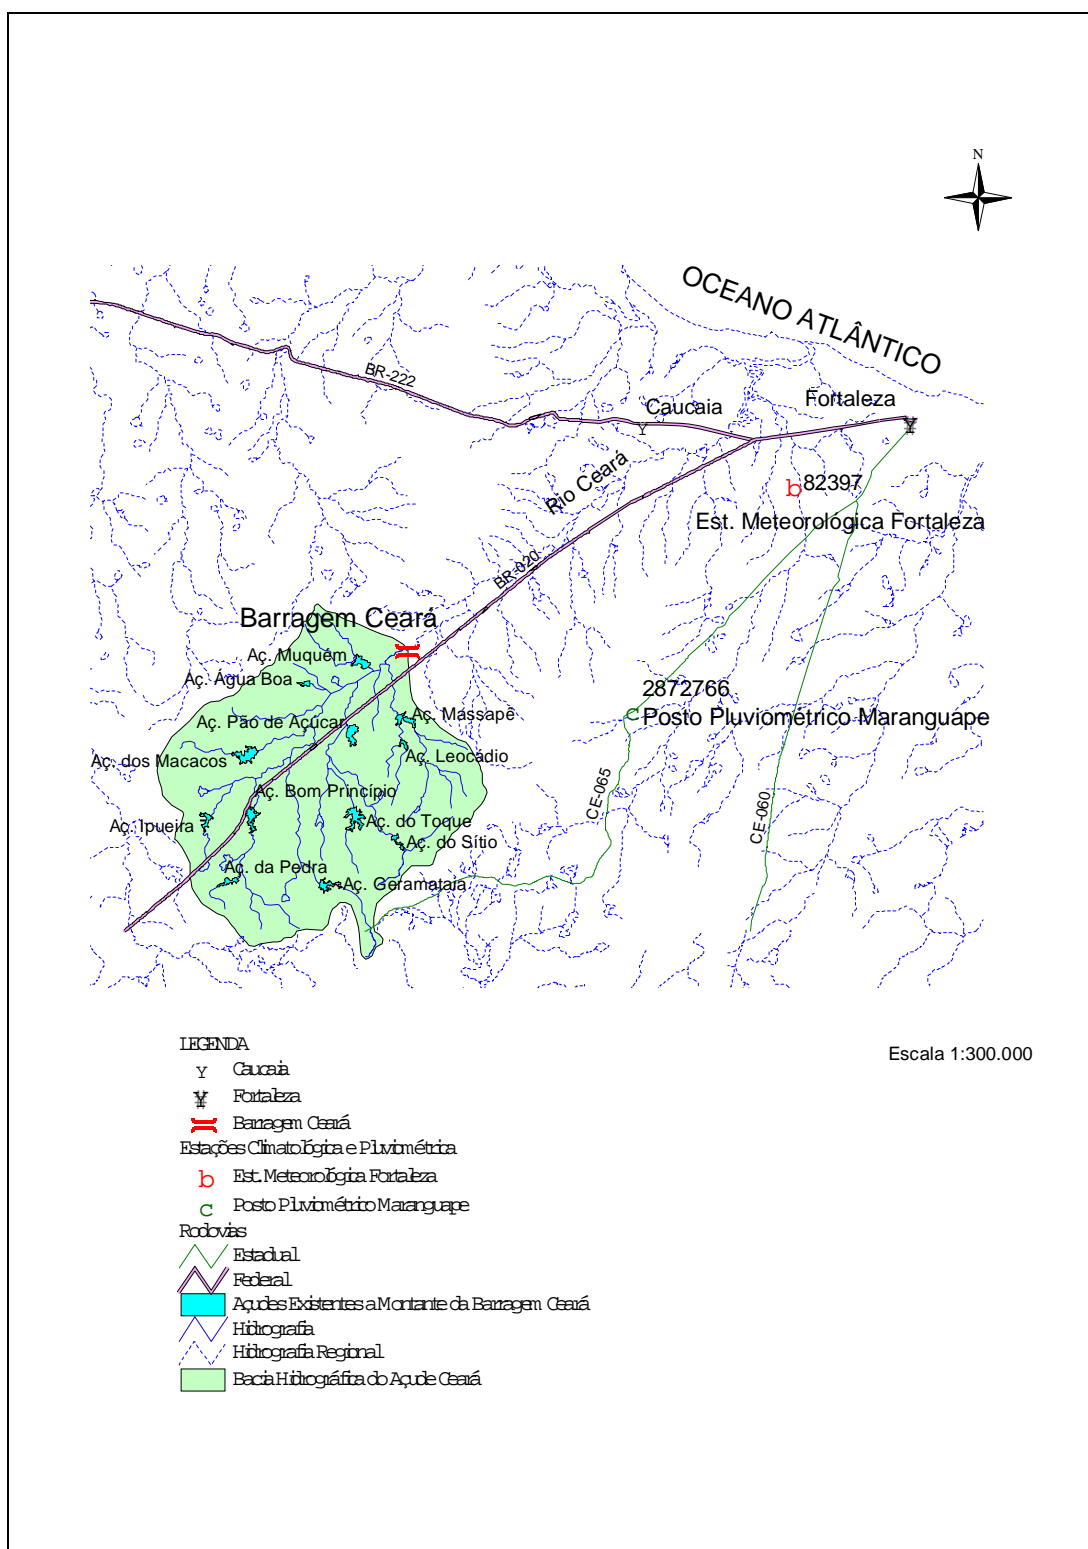 N
OCEANO ATLÂNTICO
BR-222
Caucaia
Fortaleza
Y
¥
Rio Ceará
b 82397
Est. Meteorológica Fortaleza
BR-020
Barragem Ceará
Aç. Muquém
Aç. Água Boa
2872766
c Posto Pluviométrico Maranguape
Aç. Pão de Açúcar
Aç. Massapê
Aç. dos Macacos
Aç. Leocádio
Aç. Bom Princípio
CE-065
CE-060
Aç. Ipueira
Aç. do Toque
Aç. do Sítio
Aç. da Pedra
Aç. Geramataia
LEGENDA
Y Caucaia
¥ Fortaleza
Barragem Ceará
Estações Climatológica e Pluviométrica
b Est. Meteorológica Fortaleza
c Posto Pluviométrico Maranguape
Rodovias
Estadual
Federal
Açudes Existentes a Montante da Barragem Ceará
Hidrografia
Hidrografia Regional
Bacia Hidrográfica do Açude Ceará
Escala 1:300.000